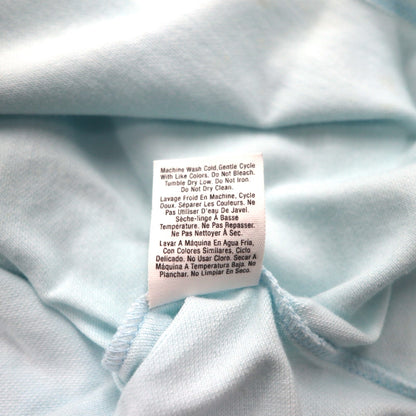 Machine Wash Cold,Gentle Cycle
With Like Colors. Do Not Bleach.
Tumble Dry Low. Do Not Iron
Do Not Dry Clean.
Lavage Froid En Machine, Cycle
Doux. Séparer Les Couleurs. Ne
Pas Utiliser D'eau De Javel.
Sèche-linge À Basse
Temperature. Ne Pas Repasser.
Ne Pas Nettoyer À Sec.
Levar A Máquina En Agua Fría,
Con Colores Similares, Ciclo
Delicado. No Usar Cloro. Secar A
Máquina A Temperatura Baja. No
Planchar. No Limpiar En Seco.